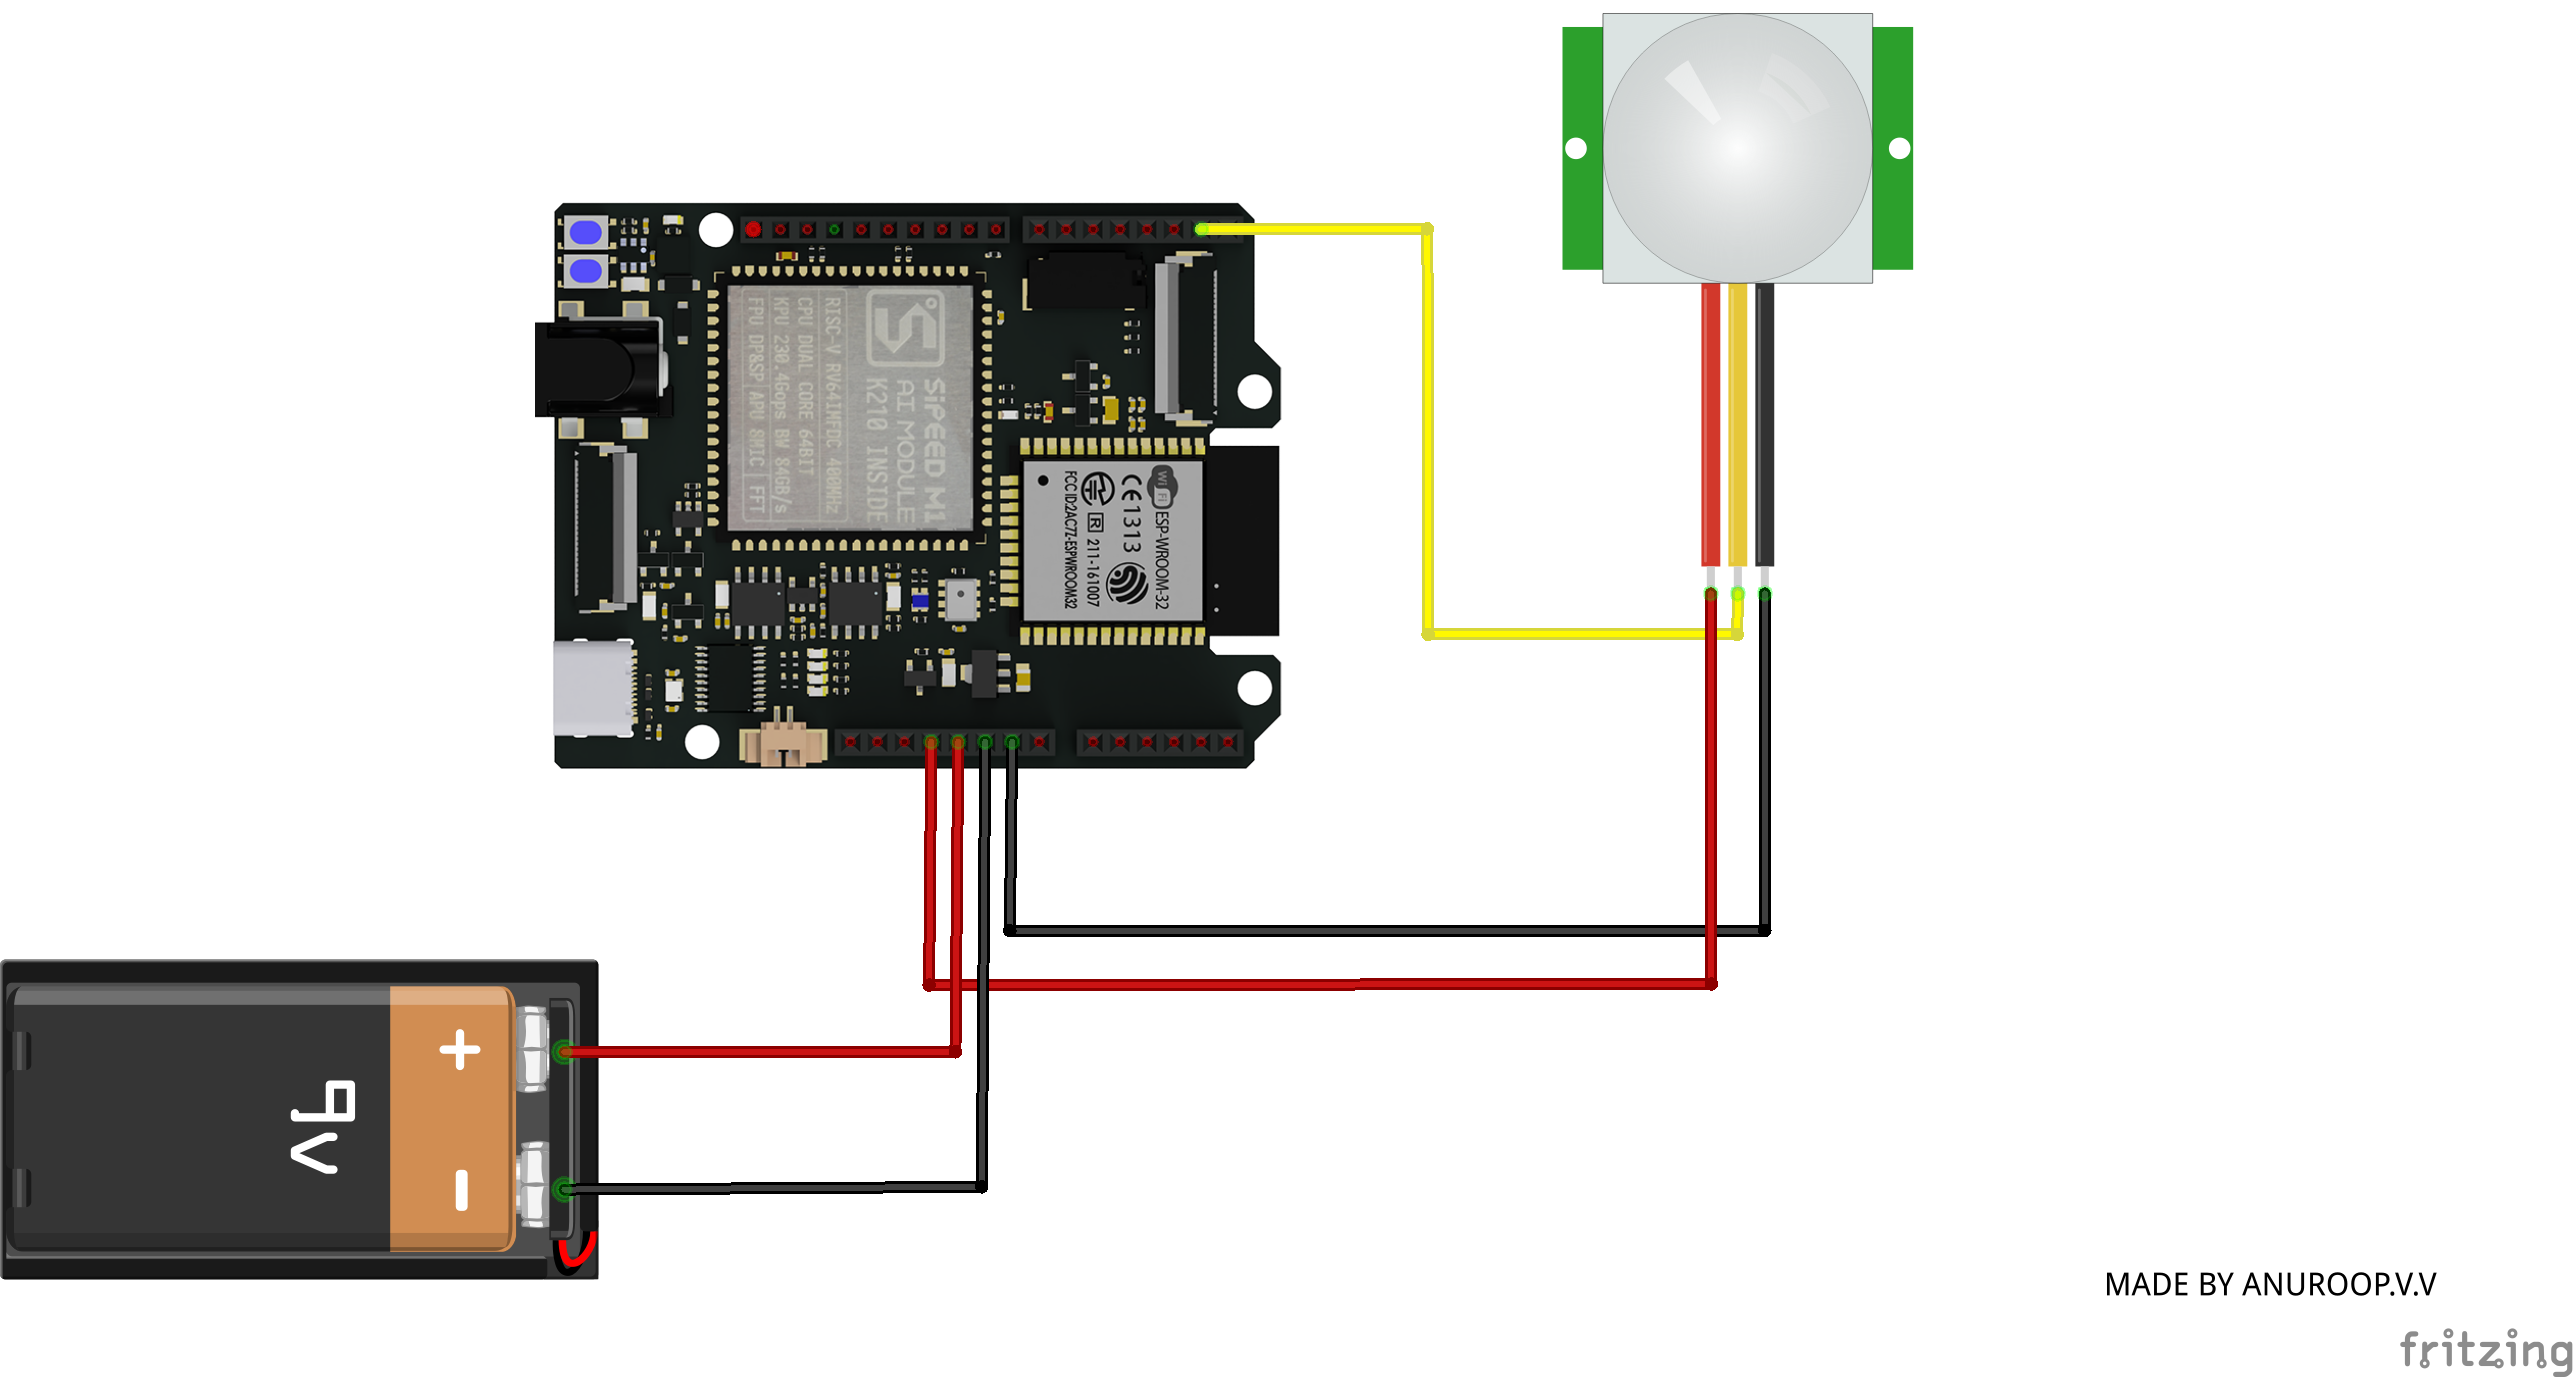 SiPEED M1
AI MODULE
K210 INSIDE
RISC-V RV64IMFDC 400MHz
CPU DUAL CORE 64BIT
KPU 230.4Gops BW 84GB/s
FPU DP&SP APU 8MIC FFT
WiFi
ESP-WROOM-32
CE1313
R 211-161007
FCC ID:2AC7Z-ESPWROOM32
+
-
9V
MADE BY ANUROOP.V.V
fritzing